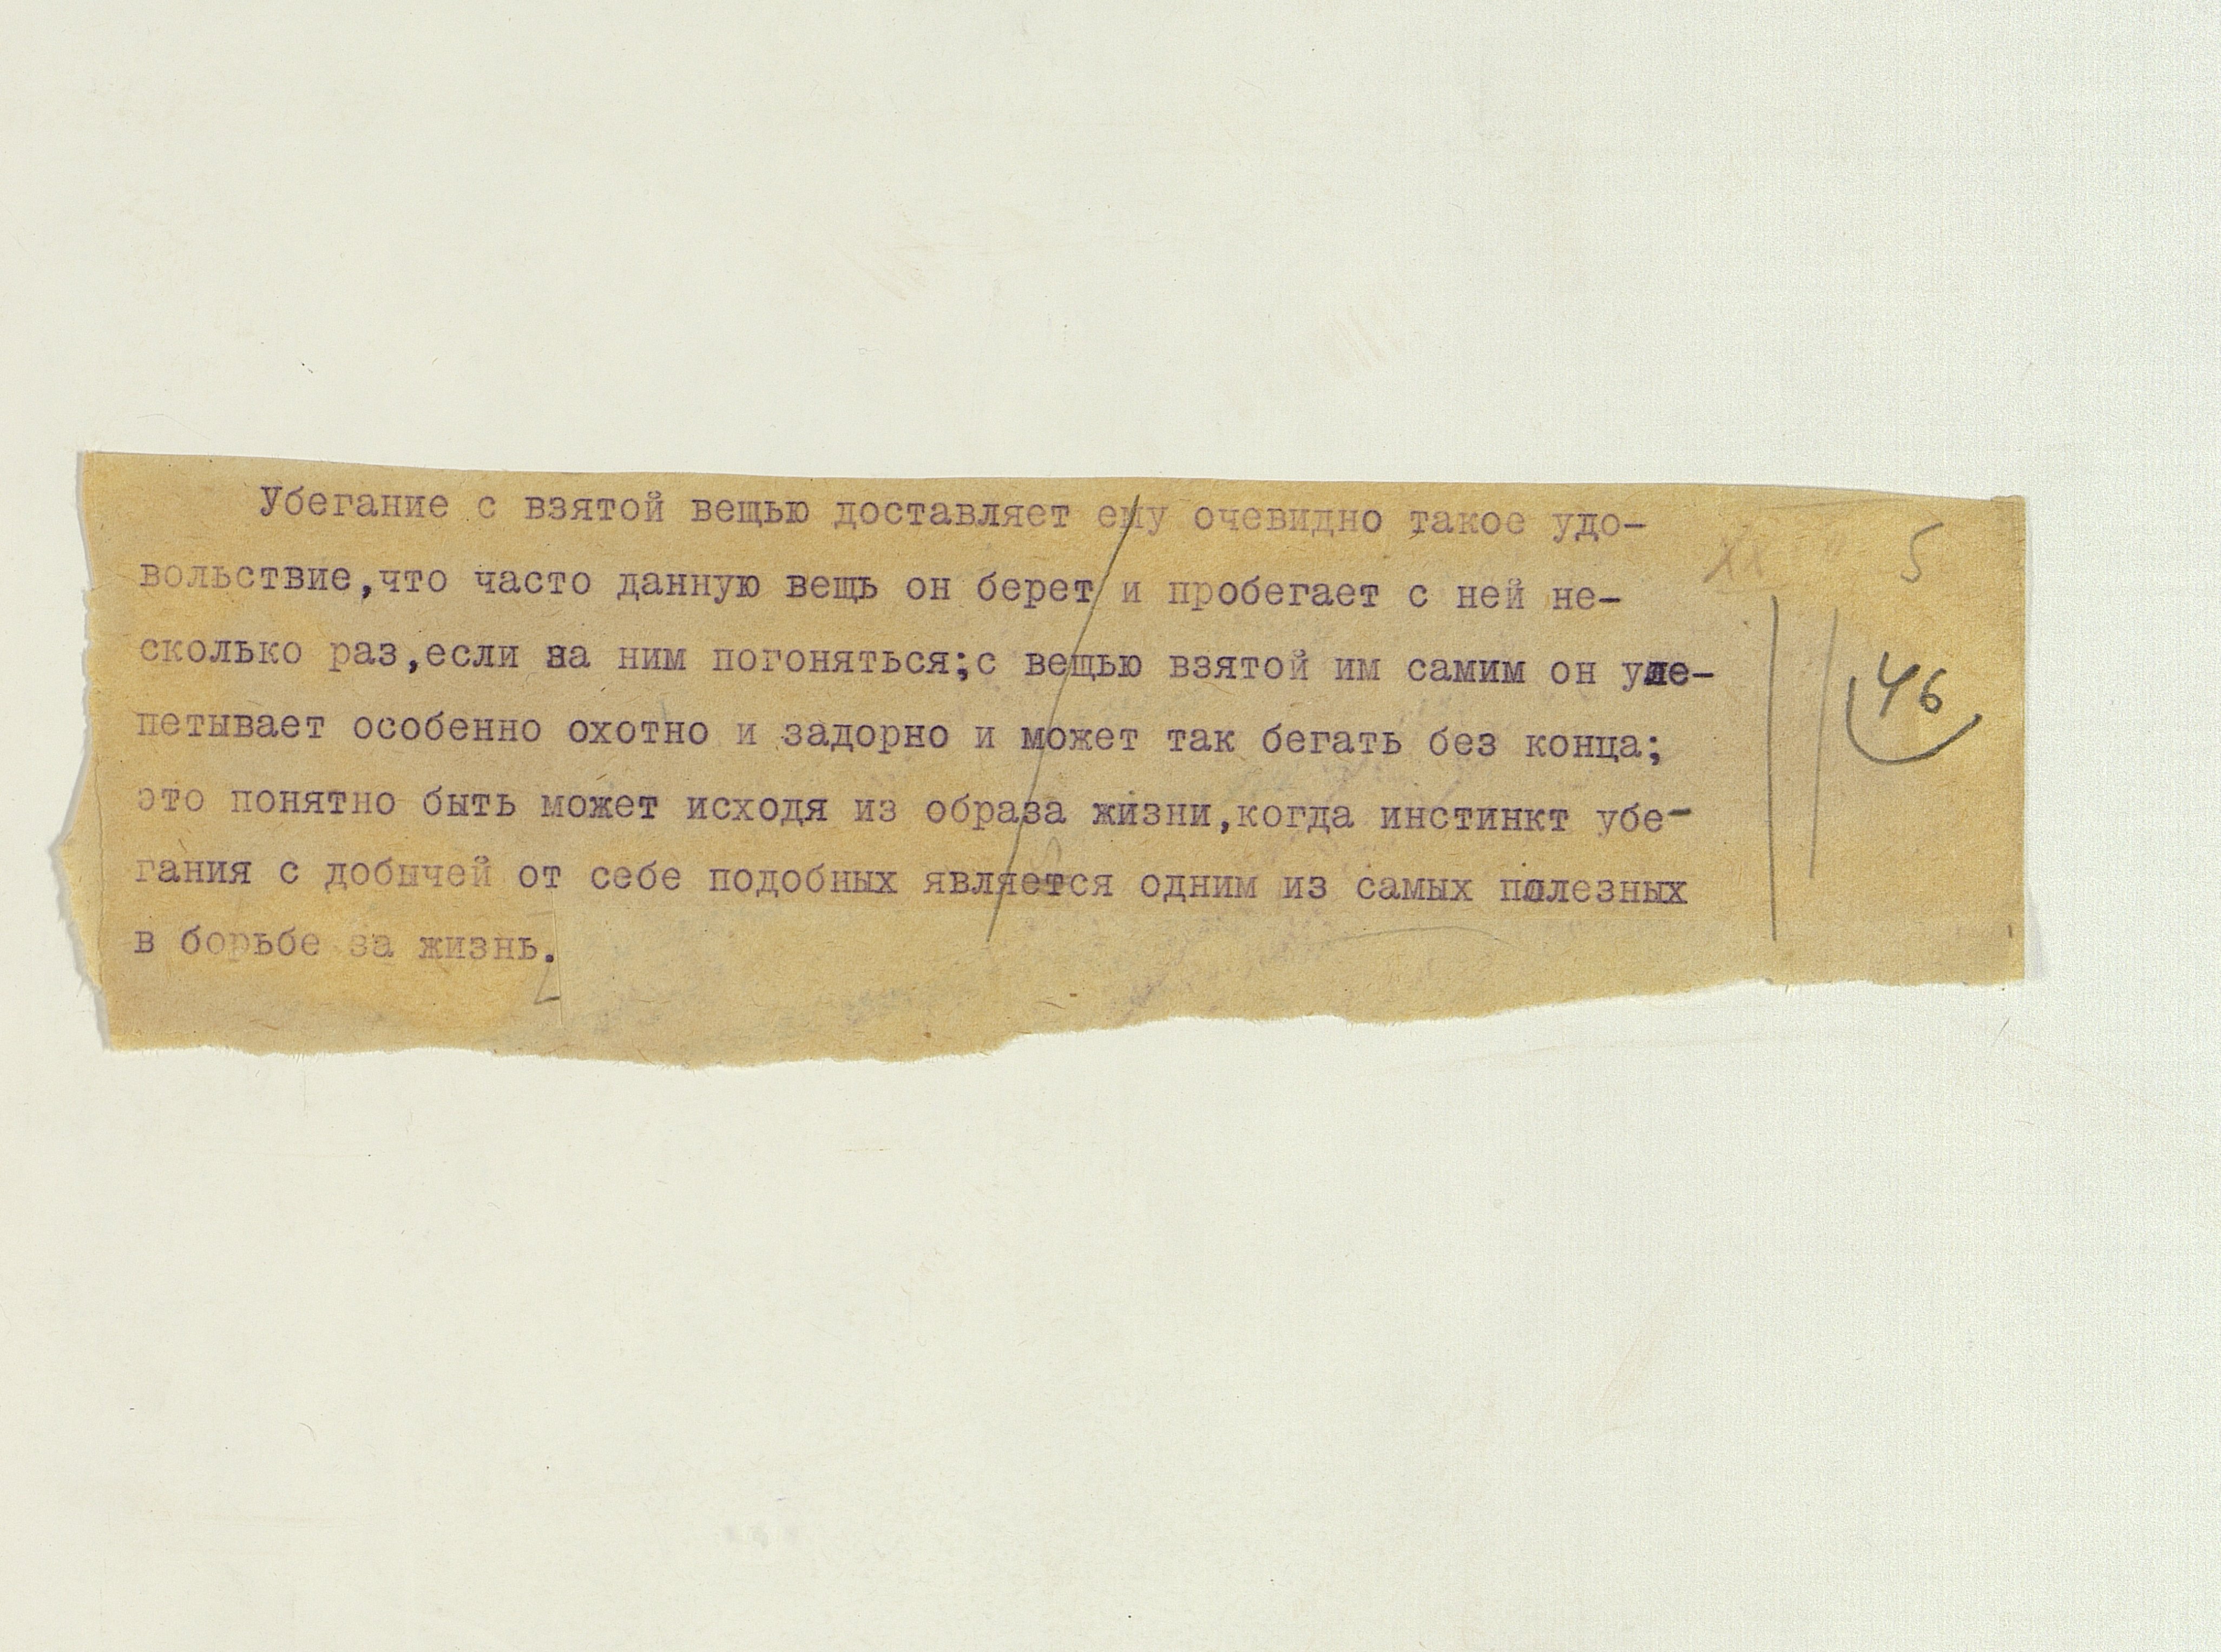 Убегание с взятой вещью доставляет ему очевидно такое удо-
5
вольствие,что часто данную вещь он берет и пробегает с ней не-
сколько раз,если за ним погоняться;с вещью взятой им самим он уле-
46
петывает особенно охотно и задорно и может так бегать без конца;
это понятно быть может исходя из образа жизни,когда инстинкт убе-
гания с добычей от себе подобных является одним из самых полезных
в борьбе за жизнь.